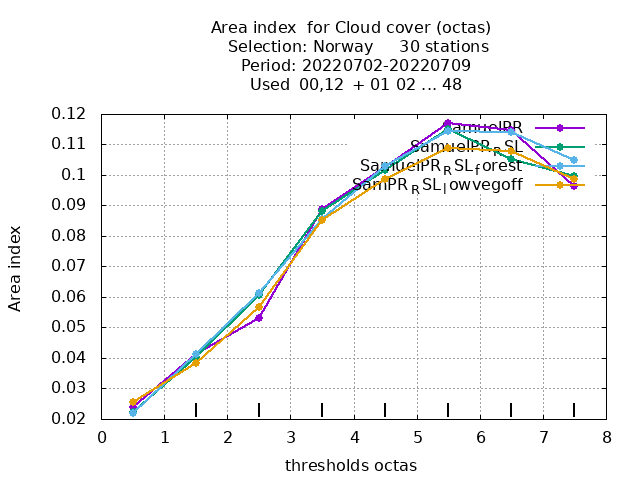 Area index  for Cloud cover (octas)
Selection: Norway     30 stations
Period: 20220702-20220709
Used  00,12  + 01 02 ... 48
0.12
0.11
0.1
0.09
0.08
0.07
0.06
0.05
0.04
0.03
0.02
Area index
SamuelPR
SamuelPR_RSL
SamuelPR_RSL_forest
SamPR_RSL_lowvegoff
0 1 2 3 4 5 6 7 8
thresholds octas